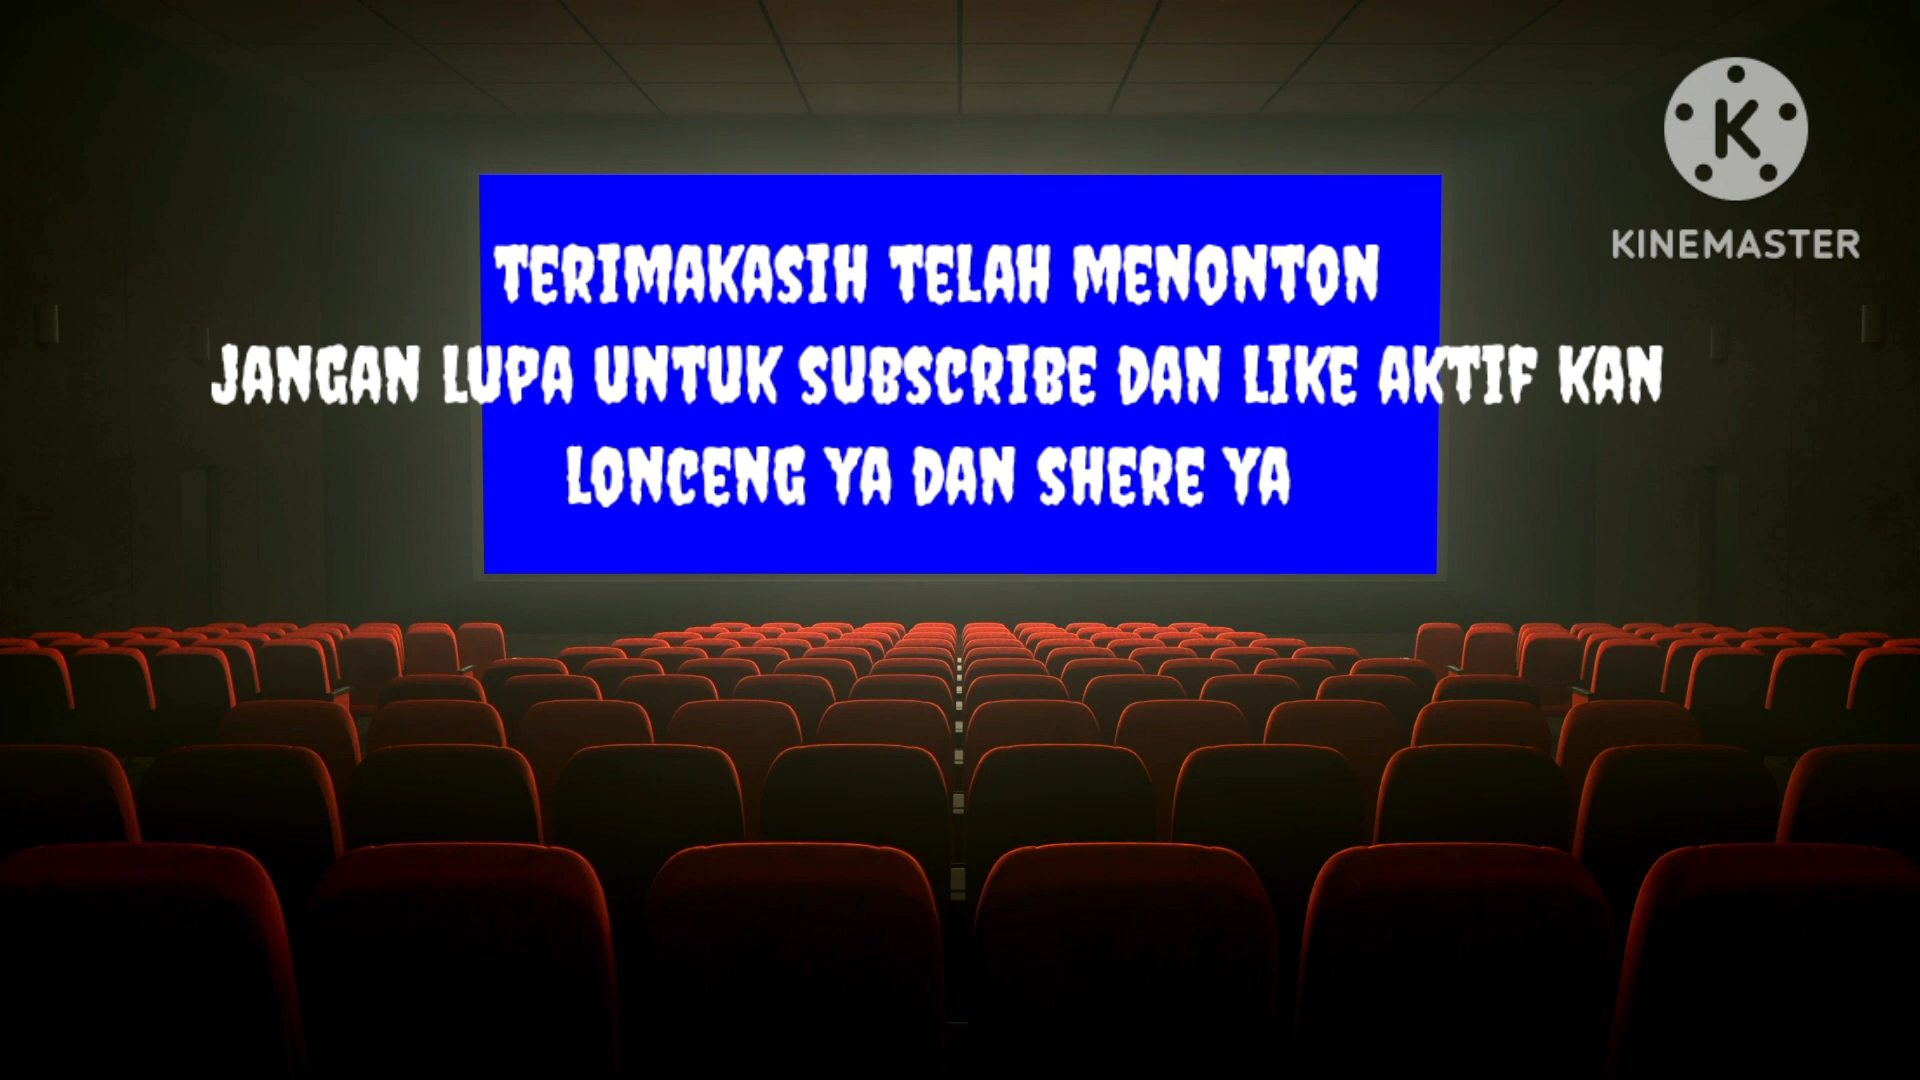 K
KINEMASTER
TERIMAKASIH TELAH MENONTON
JANGAN LUPA UNTUK SUBSCRIBE DAN LIKE AKTIF KAN
LONCENG YA DAN SHERE YA